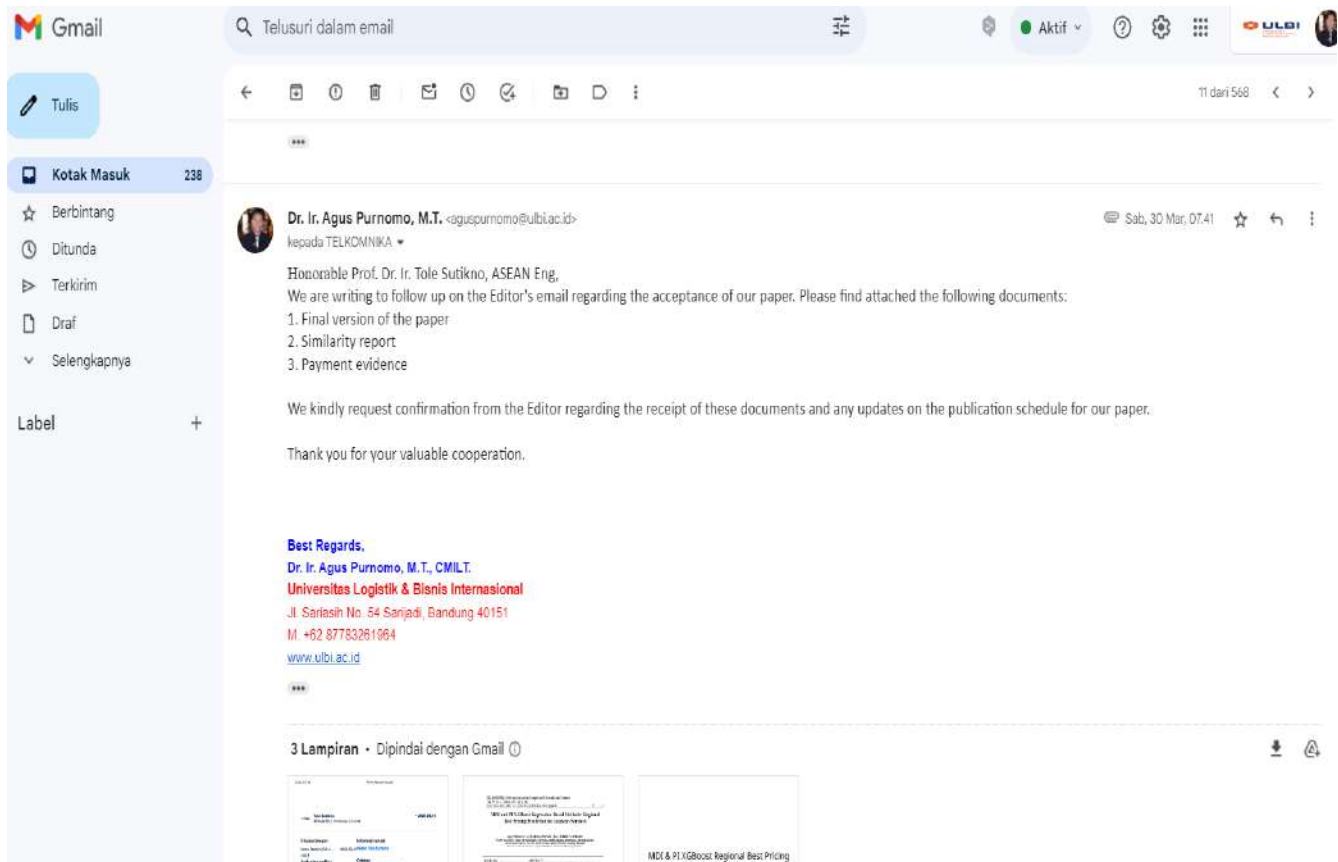 Gmail
Telusuri dalam email
Aktif
ULBI
Tulis
11 dari 568
Kotak Masuk 238
Berbintang
Ditunda
Terkirim
Draf
Selengkapnya
Label +
Dr. Ir. Agus Purnomo, M.T. <aguspurnomo@ulbi.ac.id>
Sab, 30 Mar, 07.41
kepada TELKOMNIKA
Honorable Prof. Dr. Ir. Tole Sutikno, ASEAN Eng,
We are writing to follow up on the Editor's email regarding the acceptance of our paper. Please find attached the following documents:
1. Final version of the paper
2. Similarity report
3. Payment evidence
We kindly request confirmation from the Editor regarding the receipt of these documents and any updates on the publication schedule for our paper.
Thank you for your valuable cooperation.
Best Regards,
Dr. Ir. Agus Purnomo, M.T., CMILT.
Universitas Logistik & Bisnis Internasional
Jl. Sariasih No. 54 Sarijadi, Bandung 40151
M. +62 87783261964
www.ulbi.ac.id
3 Lampiran • Dipindai dengan Gmail
MDI & PI XGBoost Regional Best Pricing